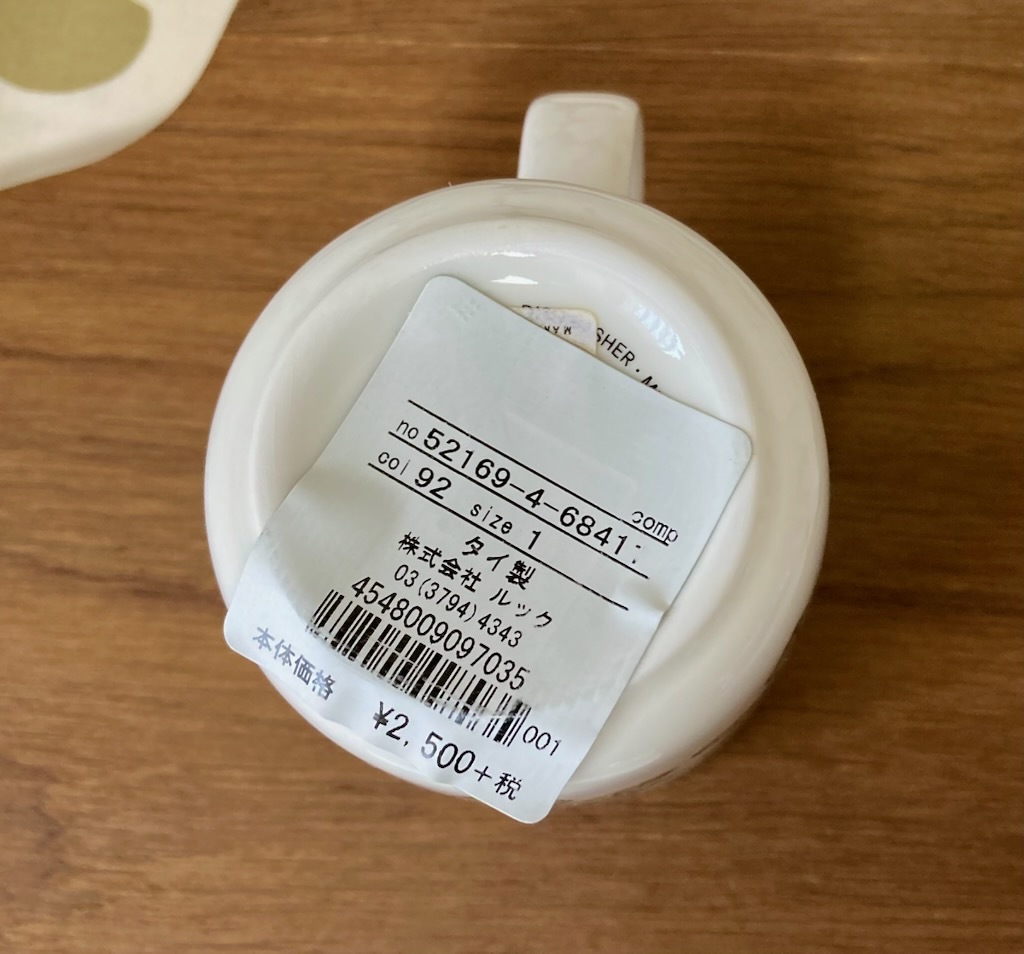 SHER・M
no 52169-4-6841: comp
col 92 size 1
タイ製
株式会社 ルック
03(3794)4343
4548009097035
001
本体価格 ¥2,500+税